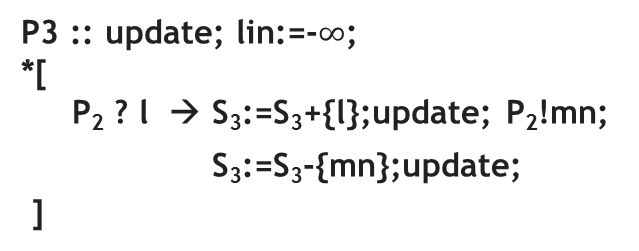 P3 :: update; lin:=-∞;
*[
P₂ ? l → S₃:=S₃+{l};update; P₂!mn;
S₃:=S₃-{mn};update;
]